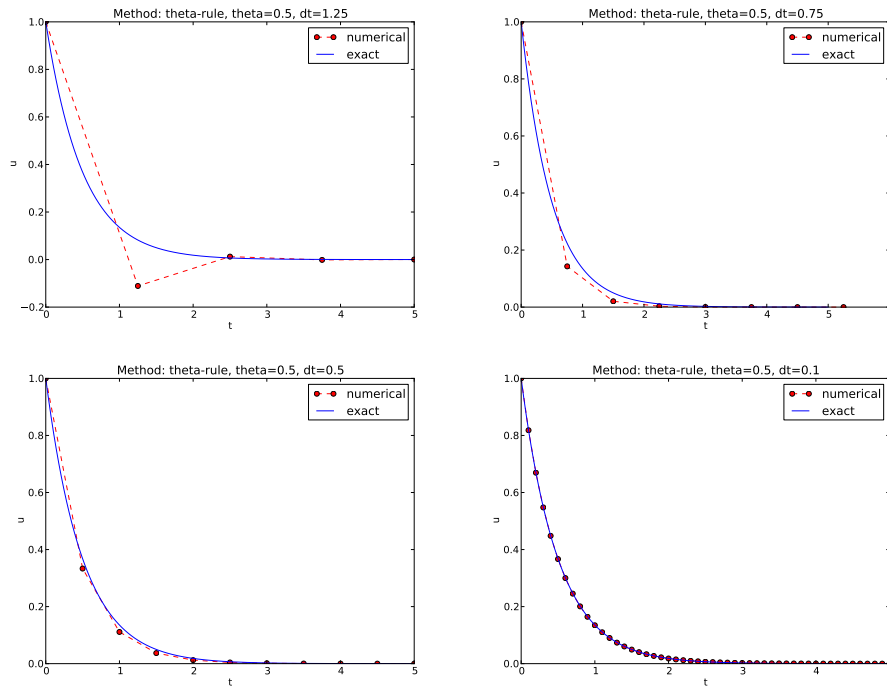 Method: theta-rule, theta=0.5, dt=1.25
1.0
0.8
0.6
0.4
0.2
0.0
−0.2
u
0 1 2 3 4 5
t
numerical
exact
Method: theta-rule, theta=0.5, dt=0.75
1.0
0.8
0.6
0.4
0.2
0.0
u
0 1 2 3 4 5
t
numerical
exact
Method: theta-rule, theta=0.5, dt=0.5
1.0
0.8
0.6
0.4
0.2
0.0
u
0 1 2 3 4 5
t
numerical
exact
Method: theta-rule, theta=0.5, dt=0.1
1.0
0.8
0.6
0.4
0.2
0.0
u
0 1 2 3 4
t
numerical
exact